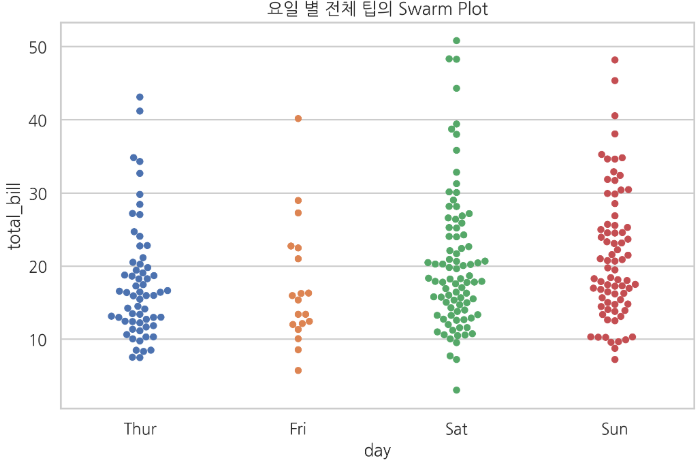 요일 별 전체 팁의 Swarm Plot
50
40
30
20
10
total_bill
Thur Fri Sat Sun
day